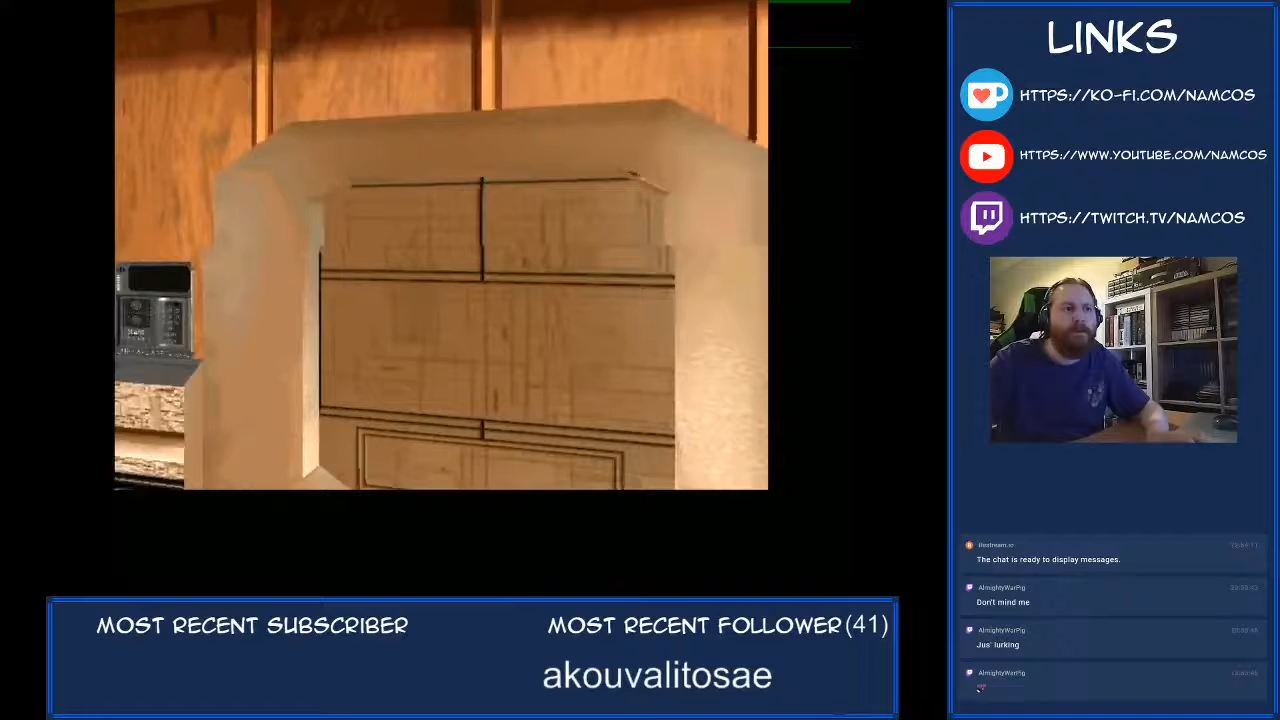 LINKS
HTTPS://KO-FI.COM/NAMCOS
HTTPS://WWW.YOUTUBE.COM/NAMCOS
HTTPS://TWITCH.TV/NAMCOS
Restream.io
The chat is ready to display messages.
AlmightyWarPig
Don't mind me
AlmightyWarPig
Jus' lurking
AlmightyWarPig
MOST RECENT SUBSCRIBER
MOST RECENT FOLLOWER (41)
akouvalitosae